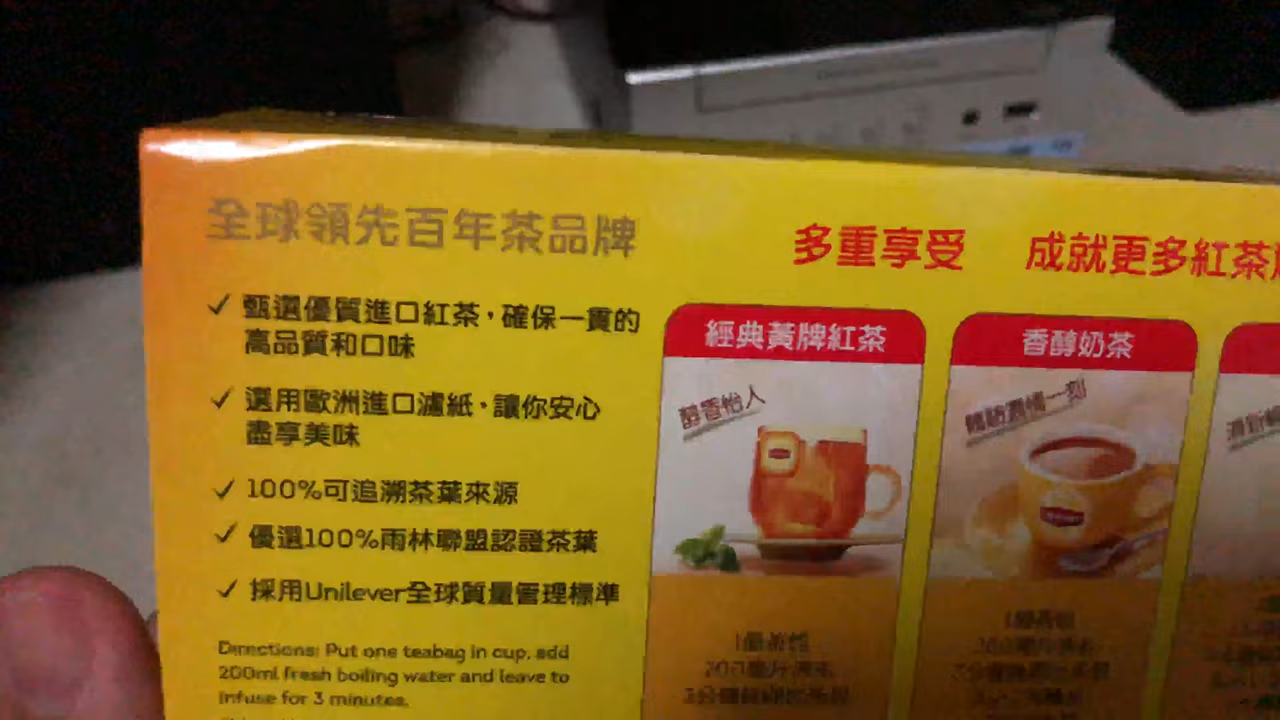 全球領先百年茶品牌
甄選優質進口紅茶，確保一貫的
高品質和口味
選用歐洲進口濾紙，讓你安心
盡享美味
100%可追溯茶葉來源
優選100%雨林聯盟認證茶葉
採用Unilever全球質量管理標準
Directions: Put one teabag in cup, add
200ml fresh boiling water and leave to
infuse for 3 minutes.
多重享受 成就更多紅茶
經典黃牌紅茶
醇香怡人
香醇奶茶
一刻
清新